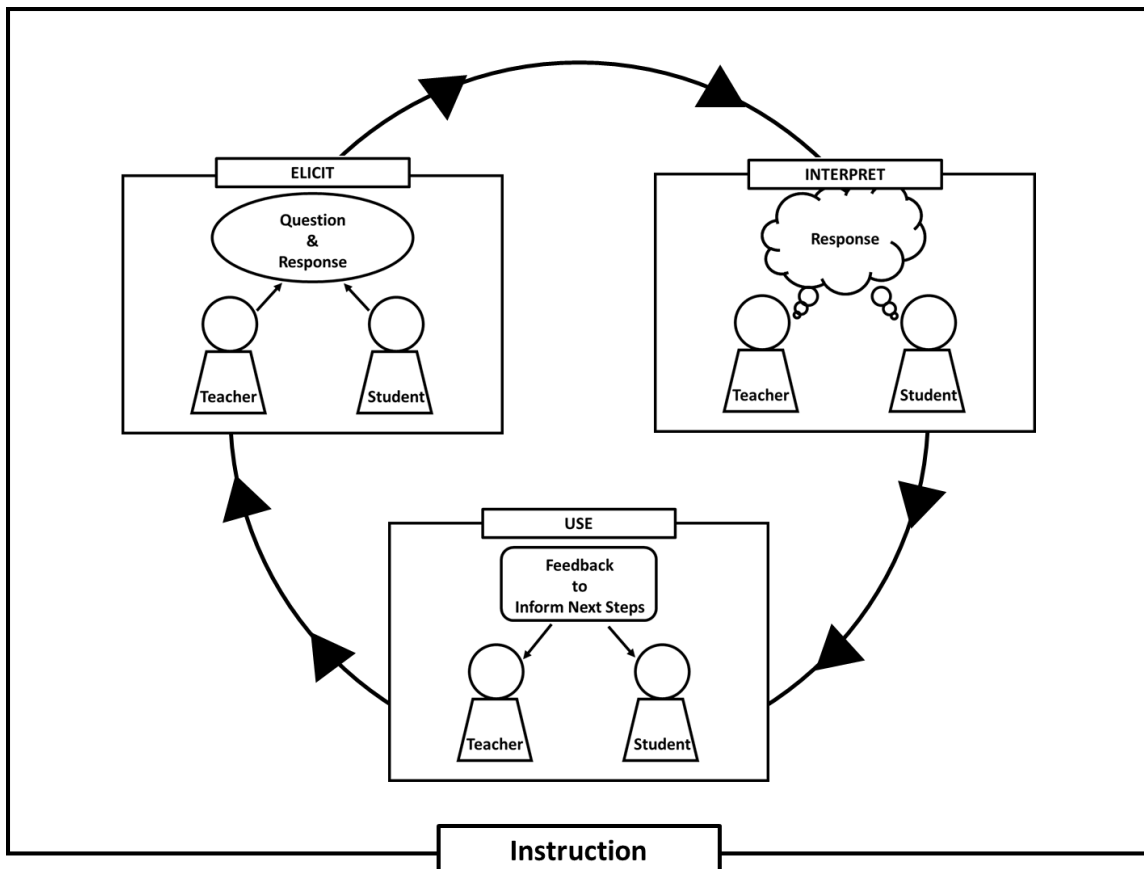 ELICIT
Question
&
Response
Teacher
Student
INTERPRET
Response
Teacher
Student
USE
Feedback
to
Inform Next Steps
Teacher
Student
Instruction